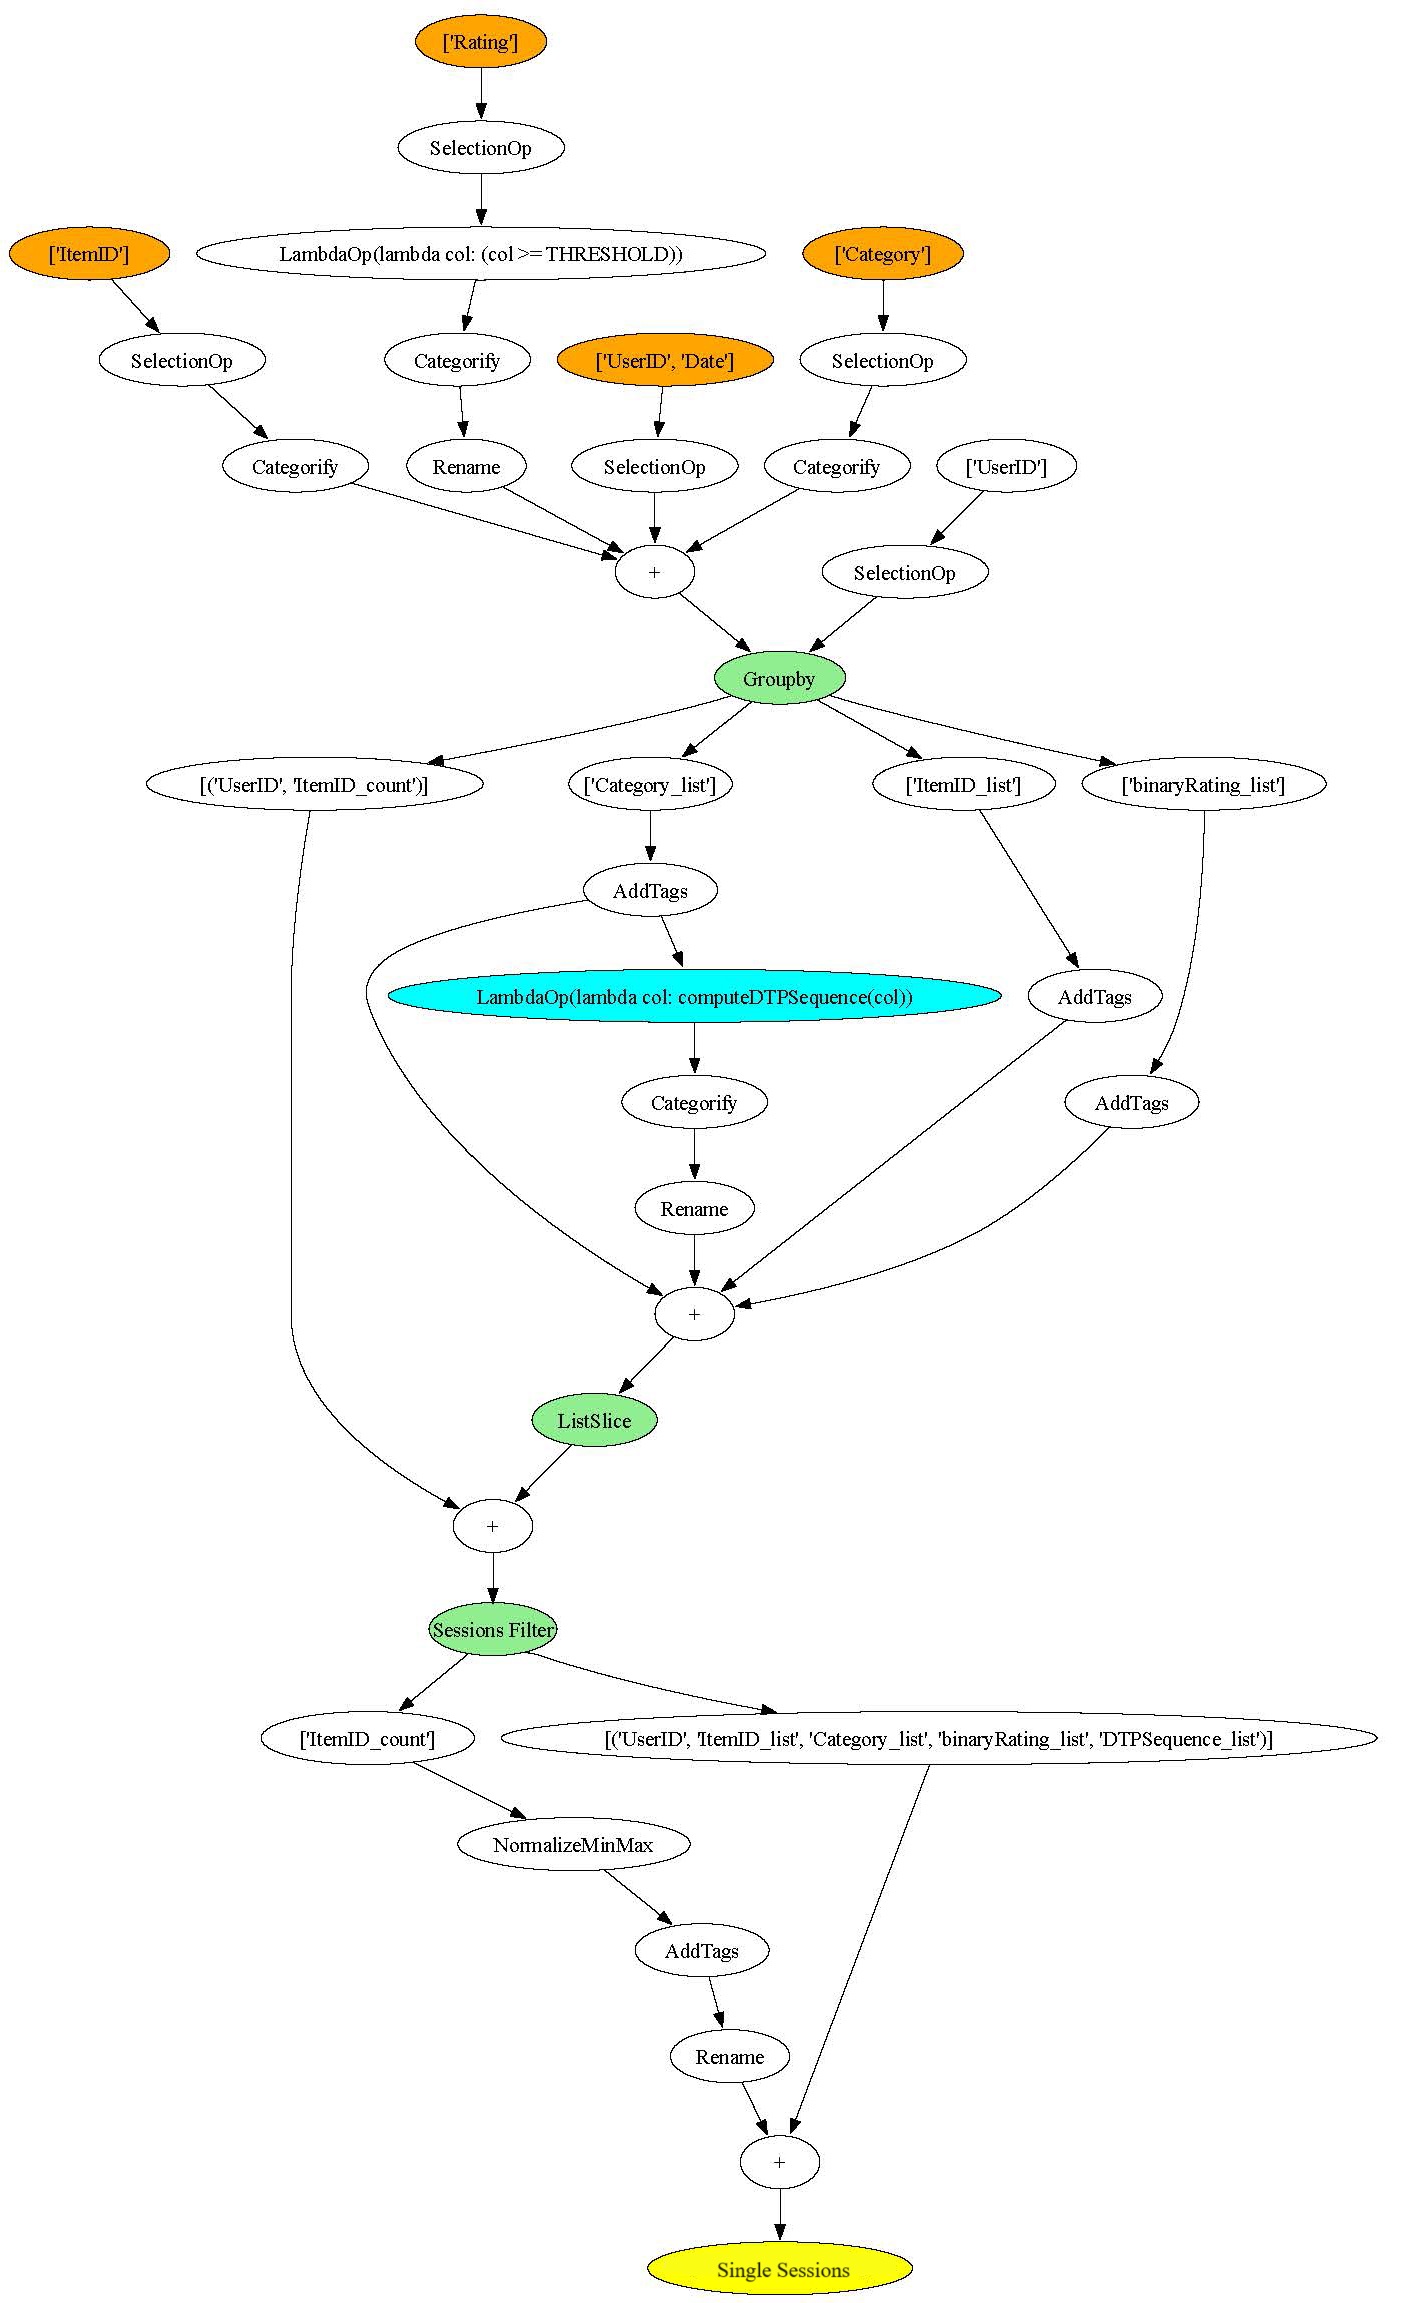 ['Rating']
SelectionOp
['ItemID']
LambdaOp(lambda col: (col >= THRESHOLD))
['Category']
SelectionOp
Categorify
['UserID', 'Date']
SelectionOp
Categorify
Rename
SelectionOp
Categorify
['UserID']
+
SelectionOp
Groupby
[('UserID', 'ItemID_count')]
['Category_list']
['ItemID_list']
['binaryRating_list']
AddTags
LambdaOp(lambda col: computeDTPSequence(col))
AddTags
Categorify
AddTags
Rename
+
ListSlice
+
Sessions Filter
['ItemID_count']
[('UserID', 'ItemID_list', 'Category_list', 'binaryRating_list', 'DTPSequence_list')]
NormalizeMinMax
AddTags
Rename
+
Single Sessions